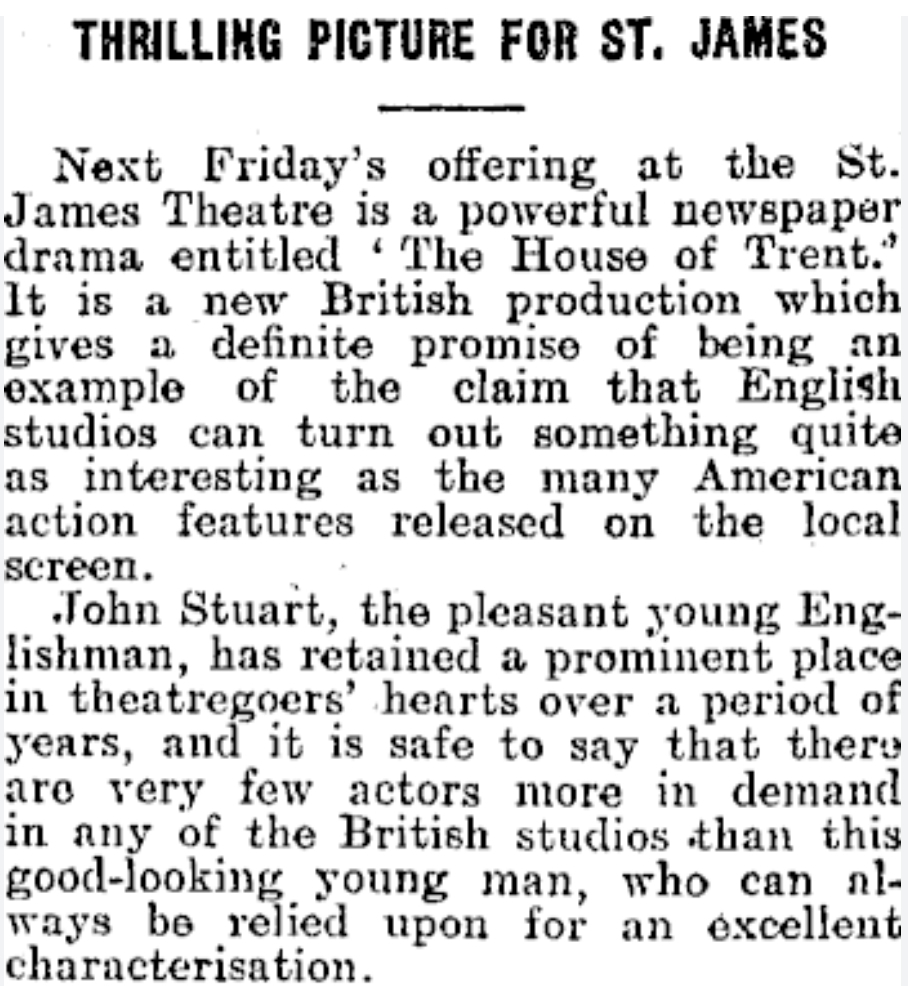 THRILLING PICTURE FOR ST. JAMES
Next Friday's offering at the St.
James Theatre is a powerful newspaper
drama entitled ‘The House of Trent.’
It is a new British production which
gives a definite promise of being an
example of the claim that English
studios can turn out something quite
as interesting as the many American
action features released on the local
screen.
John Stuart, the pleasant young Eng-
lishman, has retained a prominent place
in theatregoers' hearts over a period of
years, and it is safe to say that there
are very few actors more in demand
in any of the British studios than this
good-looking young man, who can al-
ways be relied upon for an excellent
characterisation.